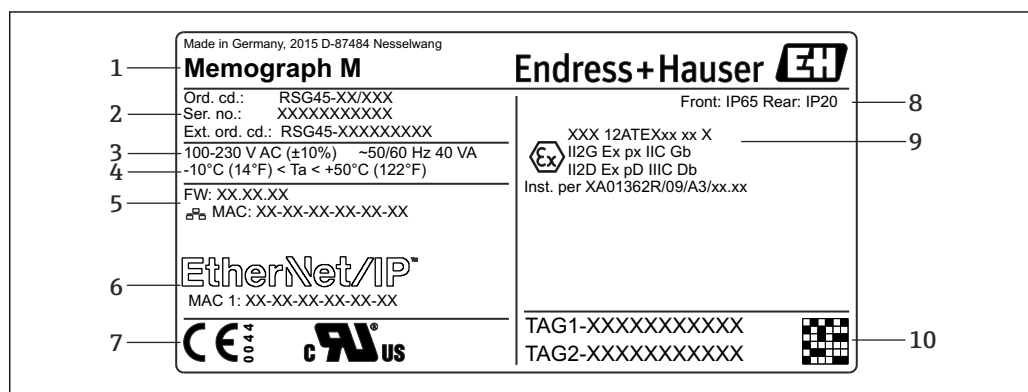 Made in Germany, 2015 D-87484 Nesselwang
1 Memograph M
Endress+Hauser EH
Ord. cd.: RSG45-XX/XXX
2 Ser. no.: XXXXXXXXXXX
Ext. ord. cd.: RSG45-XXXXXXXXX
3 100-230 V AC (±10%) ~50/60 Hz 40 VA
4 -10°C (14°F) < Ta < +50°C (122°F)
5 FW: XX.XX.XX
MAC: XX-XX-XX-XX-XX-XX
6 EtherNet/IP™
MAC 1: XX-XX-XX-XX-XX-XX
7 CE 0044 c RU® US
Front: IP65 Rear: IP20 8
XXX 12ATEXxx xx X 9
Ex II2G Ex px IIC Gb
II2D Ex pD IIIC Db
Inst. per XA01362R/09/A3/xx.xx
TAG1-XXXXXXXXXXX
TAG2-XXXXXXXXXXX 10